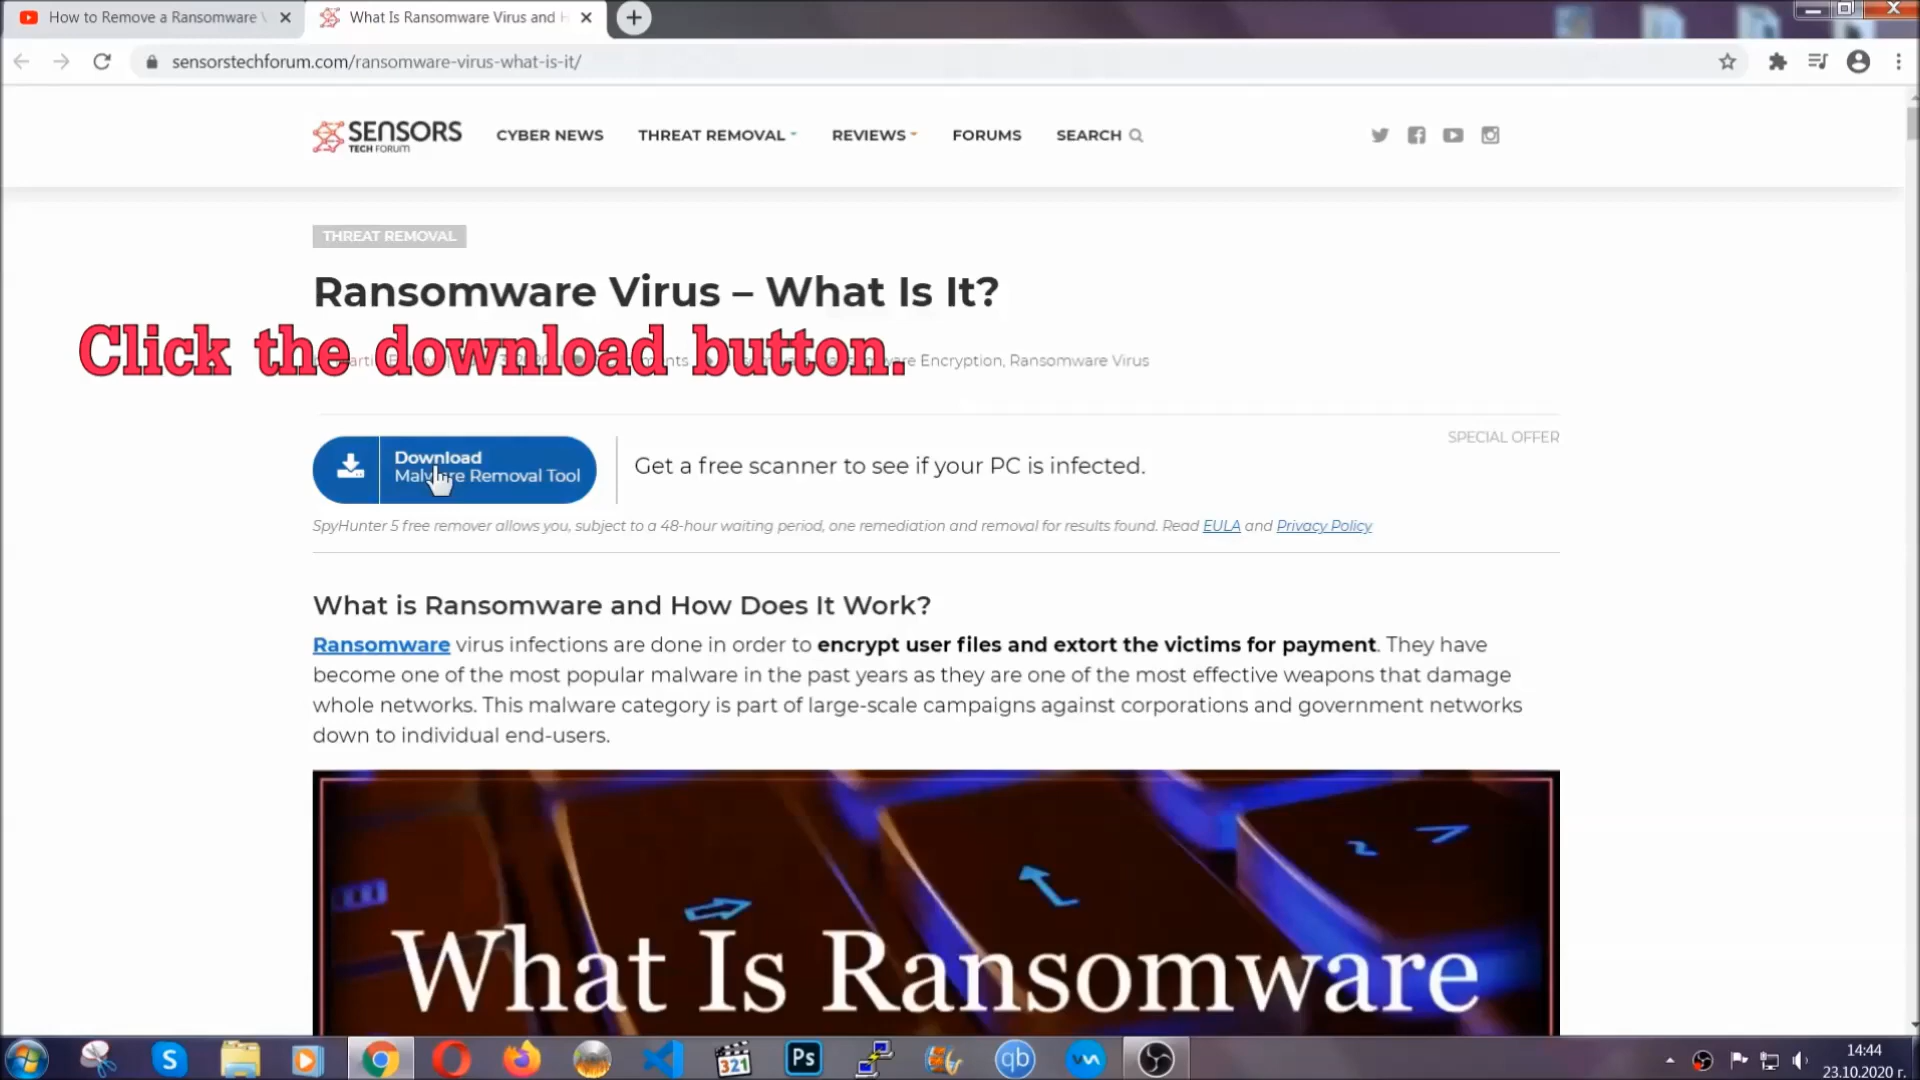 How to Remove a Ransomware
What Is Ransomware Virus and
sensorstechforum.com/ransomware-virus-what-is-it/
SENSORS
TECH FORUM
CYBER NEWS
THREAT REMOVAL
REVIEWS
FORUMS
SEARCH
THREAT REMOVAL
Ransomware Virus – What Is It?
Click the download button.
Encryption, Ransomware Virus
SPECIAL OFFER
Download
Malware Removal Tool
Get a free scanner to see if your PC is infected.
SpyHunter 5 free remover allows you, subject to a 48-hour waiting period, one remediation and removal for results found. Read EULA and Privacy Policy
What is Ransomware and How Does It Work?
Ransomware virus infections are done in order to encrypt user files and extort the victims for payment. They have
become one of the most popular malware in the past years as they are one of the most effective weapons that damage
whole networks. This malware category is part of large-scale campaigns against corporations and government networks
down to individual end-users.
What Is Ransomware
S
321
Ps
qb
14:44
23.10.2020 г.